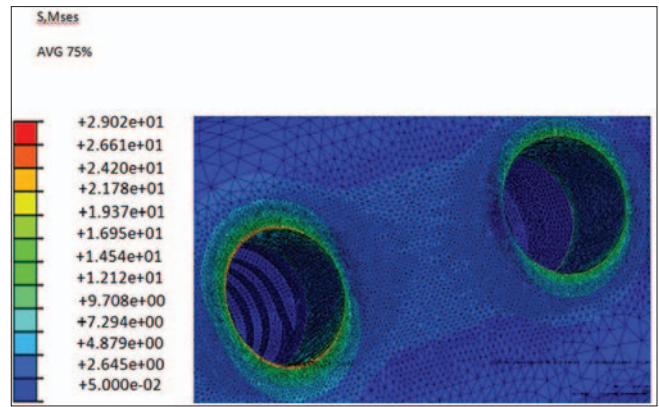 S,Mses
AVG 75%
+2.902e+01
+2.661e+01
+2.420e+01
+2.178e+01
+1.937e+01
+1.695e+01
+1.454e+01
+1.212e+01
+9.708e+00
+7.294e+00
+4.879e+00
+2.645e+00
+5.000e-02